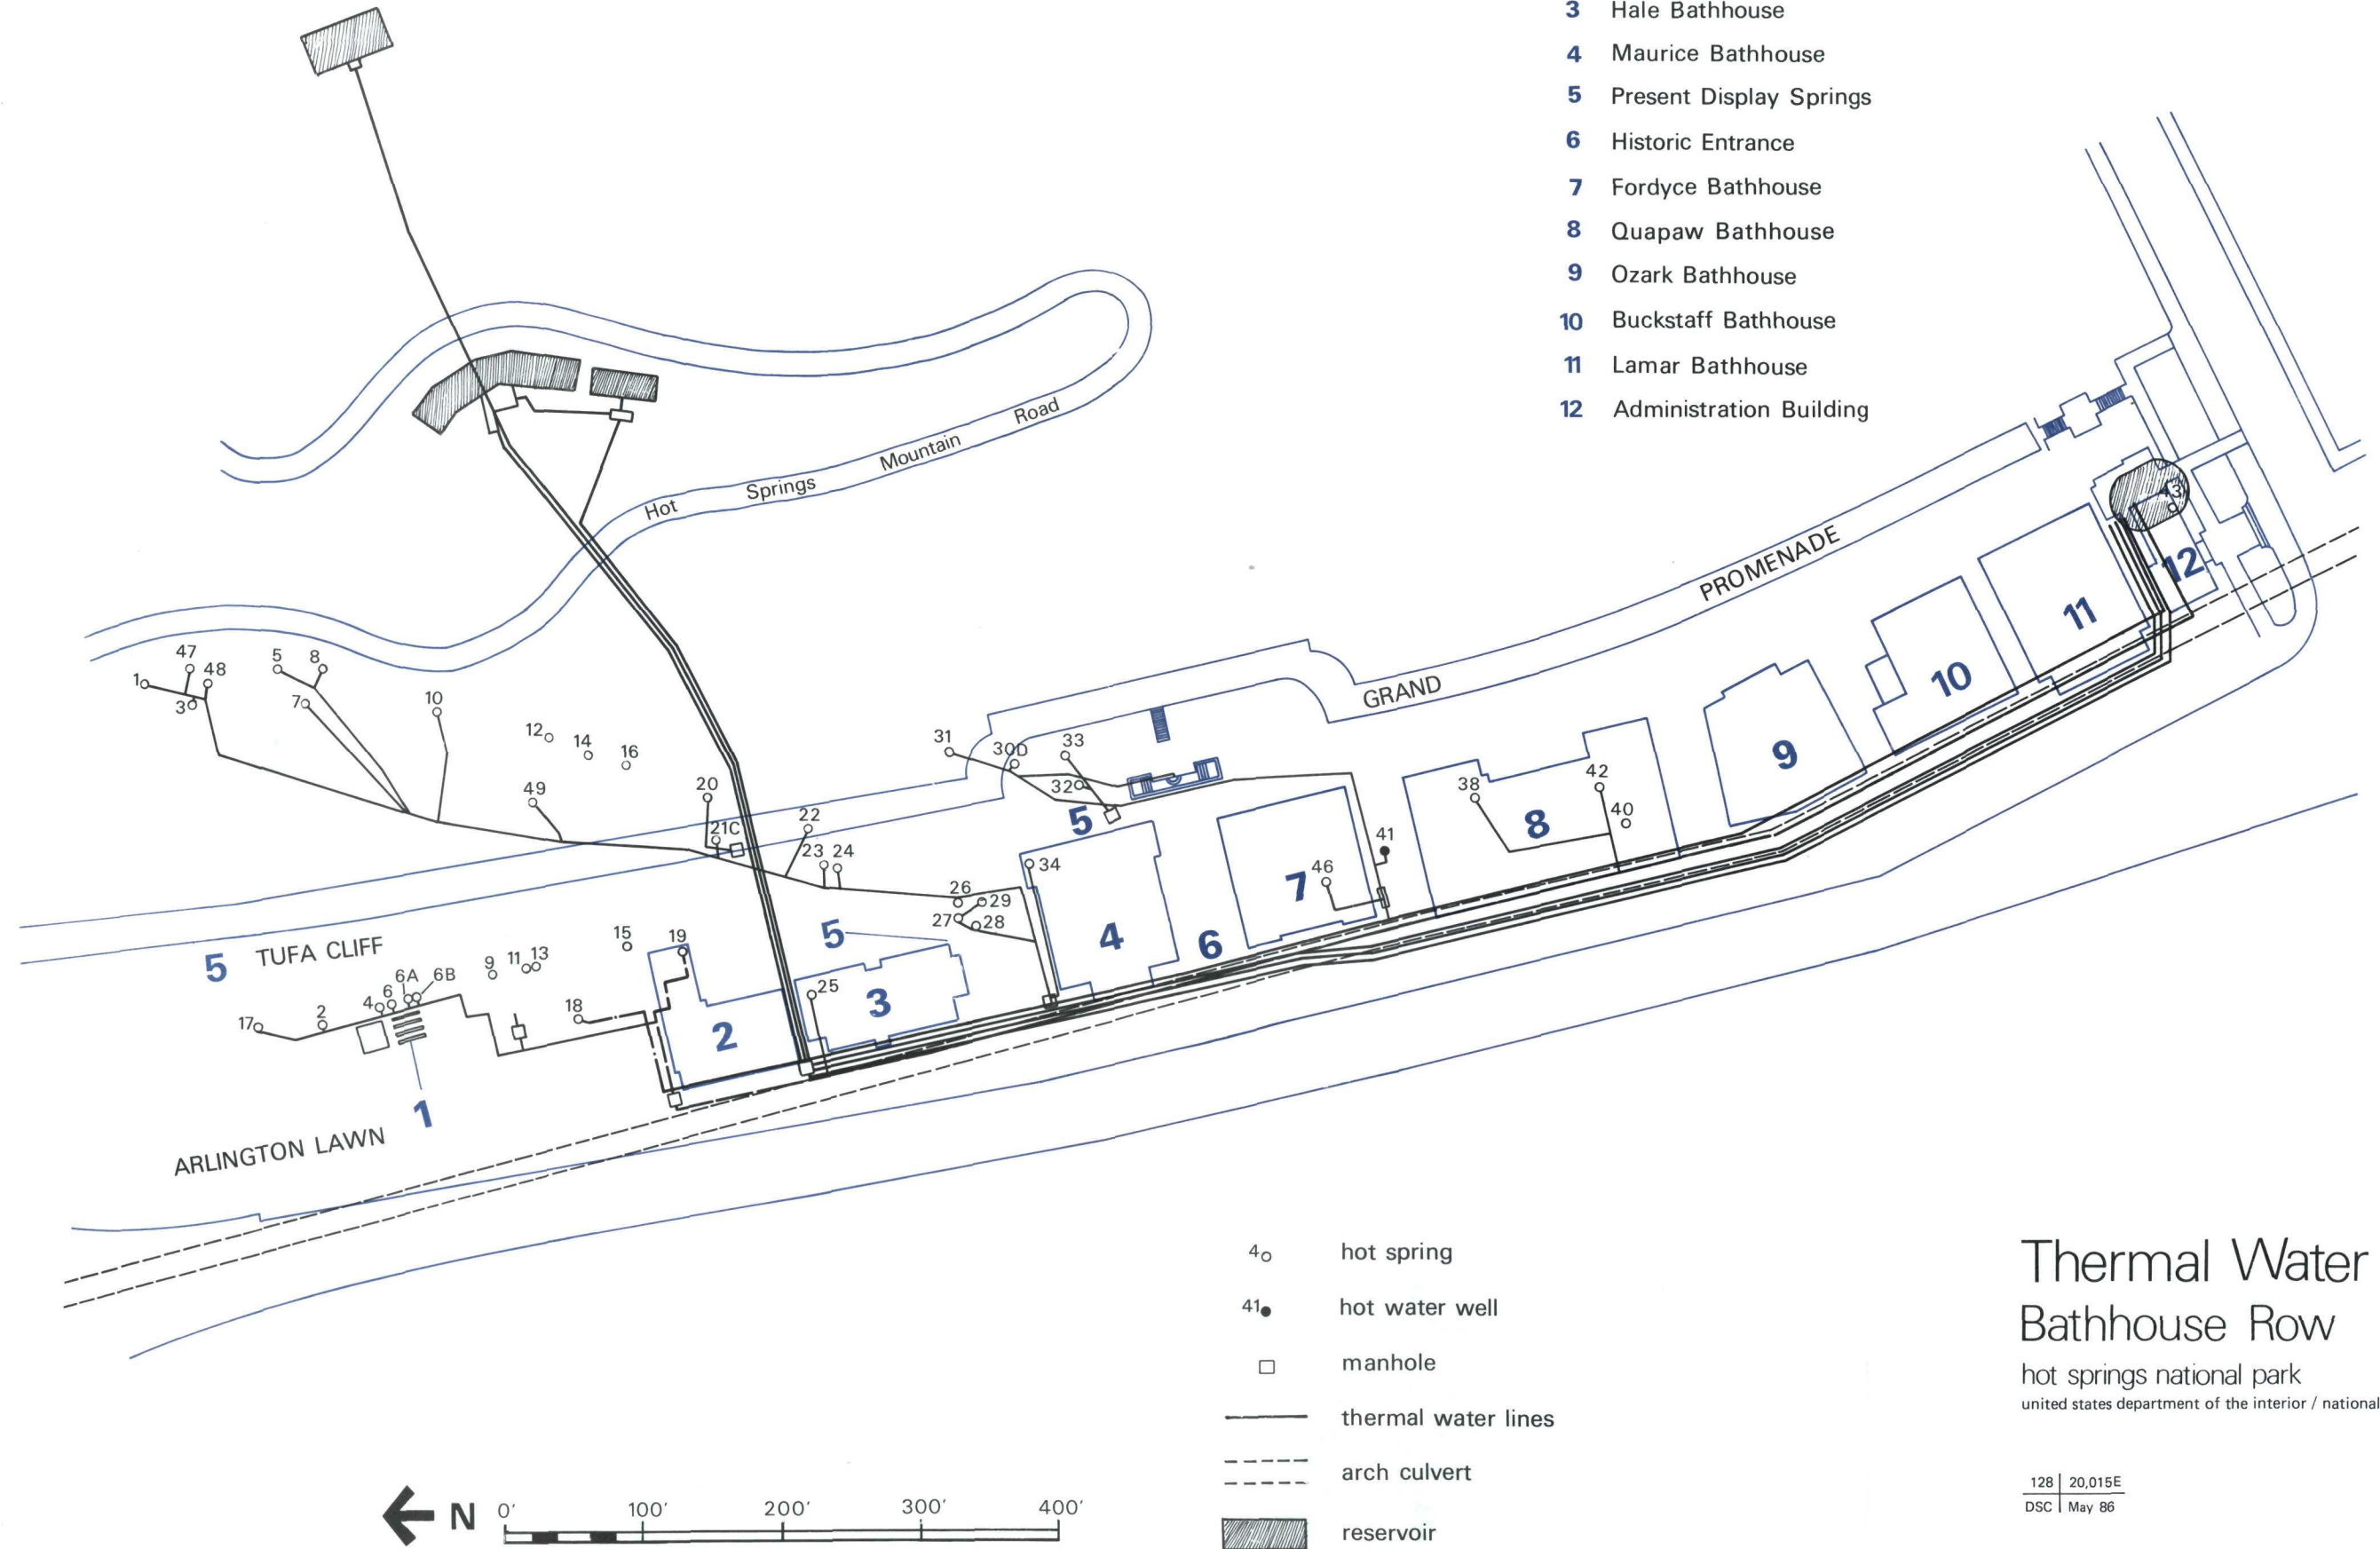 3 Hale Bathhouse
4 Maurice Bathhouse
5 Present Display Springs
6 Historic Entrance
7 Fordyce Bathhouse
8 Quapaw Bathhouse
9 Ozark Bathhouse
10 Buckstaff Bathhouse
11 Lamar Bathhouse
12 Administration Building
Hot Springs Mountain Road
GRAND PROMENADE
47
48
1
3
5
8
7
10
12
14
16
49
20
21C
22
23
24
31
30D
33
32
5
34
26
29
27
28
38
42
40
41
46
4
6
7
8
9
10
11
12
5
TUFA CLIFF
15
19
9
11
13
6A
6B
6
4
2
17
18
5
25
3
2
1
ARLINGTON LAWN
4 hot spring
41 hot water well
manhole
thermal water lines
arch culvert
reservoir
N
0' 100' 200' 300' 400'
Thermal Water
Bathhouse Row
hot springs national park
united states department of the interior / national
128 20,015E
DSC May 86